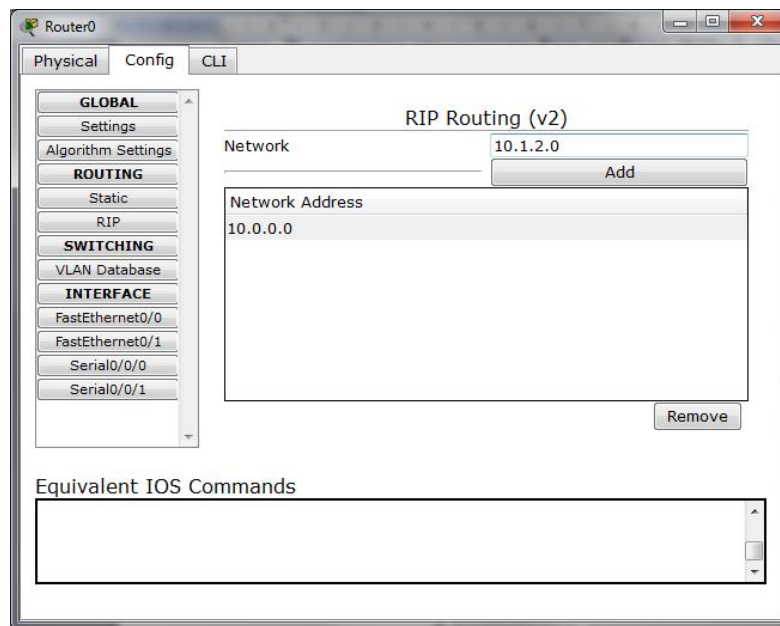 Router0
Physical Config CLI
GLOBAL
Settings
Algorithm Settings
ROUTING
Static
RIP
SWITCHING
VLAN Database
INTERFACE
FastEthernet0/0
FastEthernet0/1
Serial0/0/0
Serial0/0/1
RIP Routing (v2)
Network 10.1.2.0
Add
Network Address
10.0.0.0
Remove
Equivalent IOS Commands